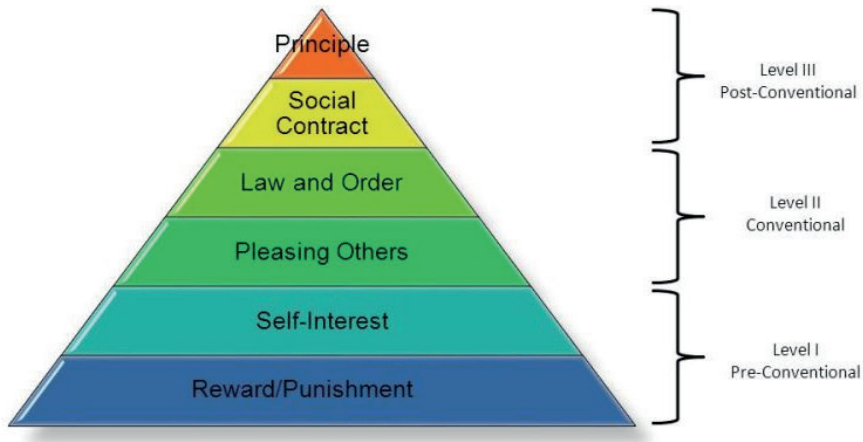 Principle
Social
Contract
Law and Order
Pleasing Others
Self-Interest
Reward/Punishment
Level III
Post-Conventional
Level II
Conventional
Level I
Pre-Conventional